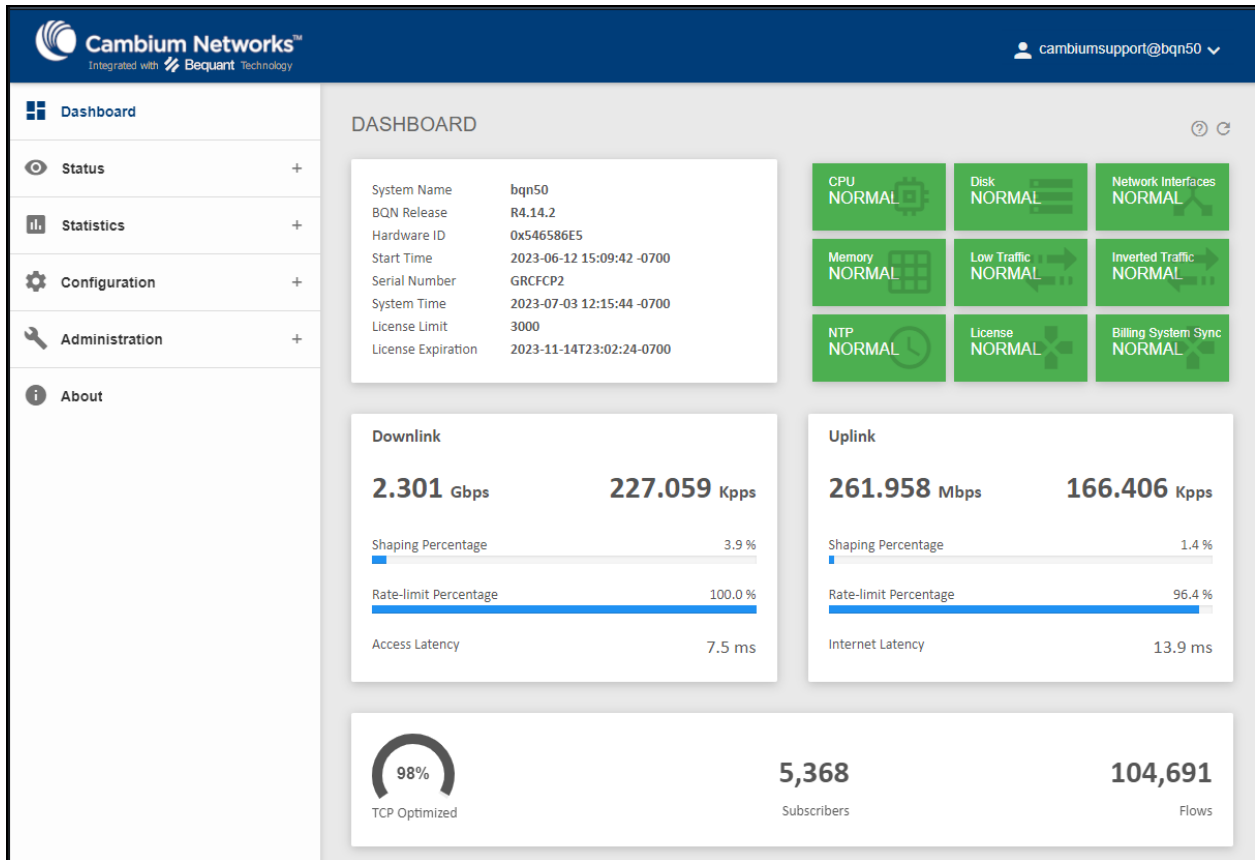 Cambium Networks™
Integrated with Bequant Technology
cambiumsupport@bqn50
Dashboard
Status
Statistics
Configuration
Administration
About
DASHBOARD
System Name bqn50
BQN Release R4.14.2
Hardware ID 0x546586E5
Start Time 2023-06-12 15:09:42 -0700
Serial Number GRCFCP2
System Time 2023-07-03 12:15:44 -0700
License Limit 3000
License Expiration 2023-11-14T23:02:24-0700
CPU
NORMAL
Disk
NORMAL
Network Interfaces
NORMAL
Memory
NORMAL
Low Traffic
NORMAL
Inverted Traffic
NORMAL
NTP
NORMAL
License
NORMAL
Billing System Sync
NORMAL
Downlink
2.301 Gbps 227.059 Kpps
Shaping Percentage 3.9 %
Rate-limit Percentage 100.0 %
Access Latency 7.5 ms
Uplink
261.958 Mbps 166.406 Kpps
Shaping Percentage 1.4 %
Rate-limit Percentage 96.4 %
Internet Latency 13.9 ms
98%
TCP Optimized
5,368
Subscribers
104,691
Flows